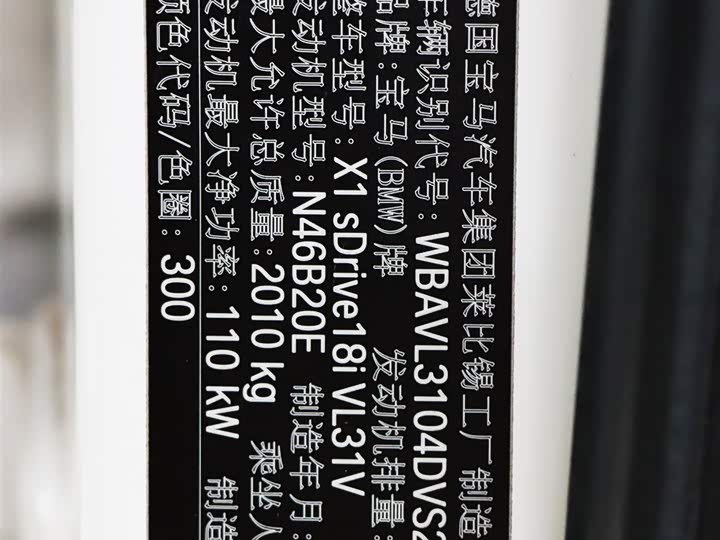 德国宝马汽车集团莱比锡工厂制造
车辆识别代号:WBAVL3104DVS2
品牌:宝马(BMW)牌 发动机排量:
整车型号:X1 sDrive18i VL31V
发动机型号:N46B20E 制造年月:
最大允许总质量:2010 kg 乘坐人
发动机最大净功率:110 kW 制造
颜色代码/色圈:300